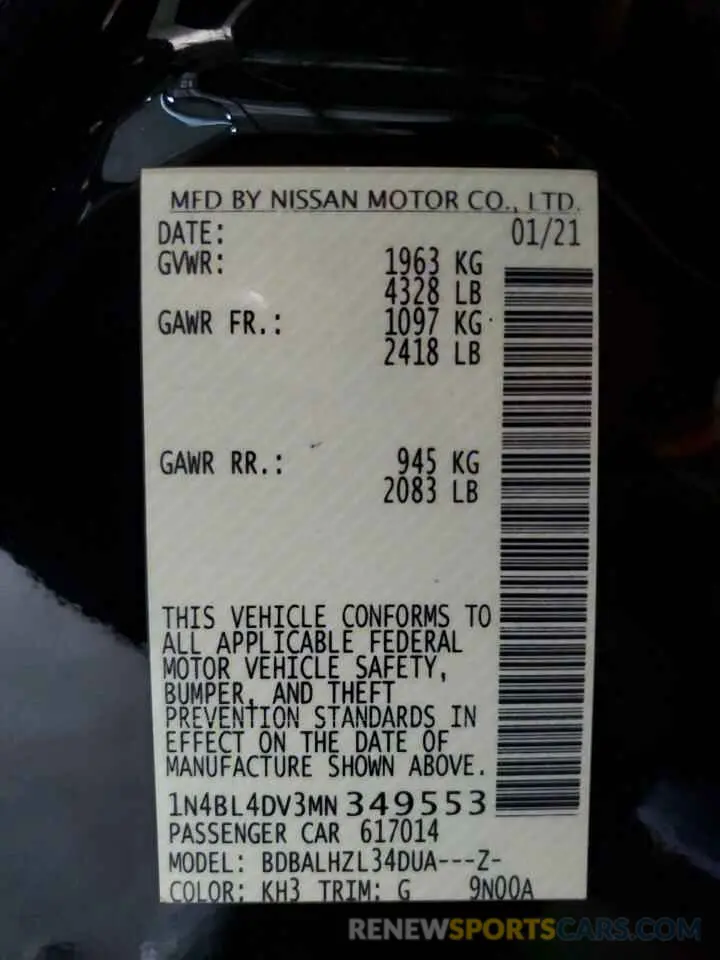 MFD BY NISSAN MOTOR CO., LTD.
DATE: 01/21
GVWR: 1963 KG
4328 LB
GAWR FR.: 1097 KG
2418 LB
GAWR RR.: 945 KG
2083 LB
THIS VEHICLE CONFORMS TO
ALL APPLICABLE FEDERAL
MOTOR VEHICLE SAFETY,
BUMPER, AND THEFT
PREVENTION STANDARDS IN
EFFECT ON THE DATE OF
MANUFACTURE SHOWN ABOVE.
1N4BL4DV3MN 349553
PASSENGER CAR 617014
MODEL: BDBALHZL34DUA---Z-
COLOR: KH3 TRIM: G 9N00A
RENEWSPORTSCARS.COM